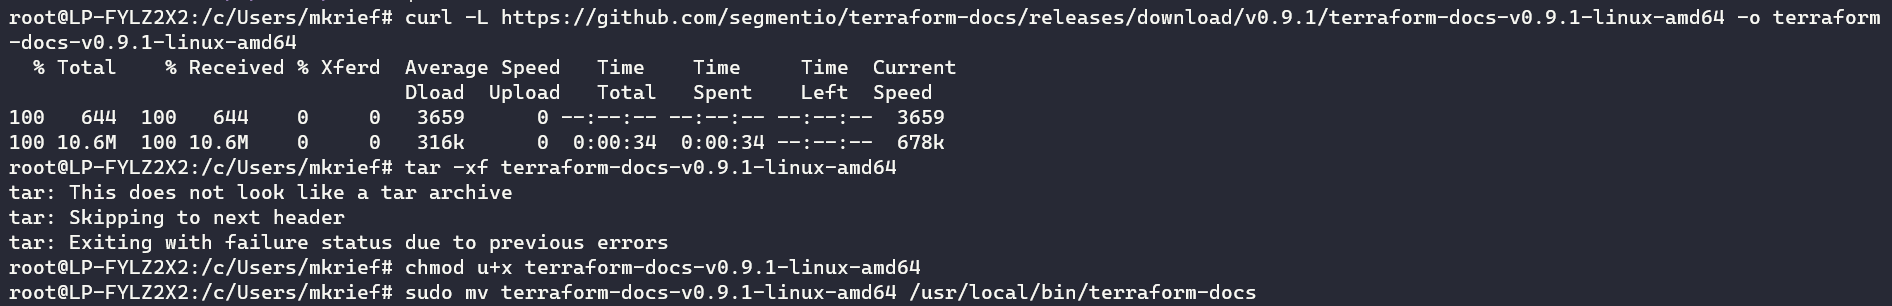 root@LP-FYLZ2X2:/c/Users/mkrief# curl -L https://github.com/segmentio/terraform-docs/releases/download/v0.9.1/terraform-docs-v0.9.1-linux-amd64 -o terraform
-docs-v0.9.1-linux-amd64
  % Total    % Received % Xferd  Average Speed   Time    Time     Time  Current
                                 Dload  Upload   Total   Spent    Left  Speed
100   644  100   644    0     0   3659      0 --:--:-- --:--:-- --:--:--  3659
100 10.6M  100 10.6M    0     0   316k      0  0:00:34  0:00:34 --:--:--  678k
root@LP-FYLZ2X2:/c/Users/mkrief# tar -xf terraform-docs-v0.9.1-linux-amd64
tar: This does not look like a tar archive
tar: Skipping to next header
tar: Exiting with failure status due to previous errors
root@LP-FYLZ2X2:/c/Users/mkrief# chmod u+x terraform-docs-v0.9.1-linux-amd64
root@LP-FYLZ2X2:/c/Users/mkrief# sudo mv terraform-docs-v0.9.1-linux-amd64 /usr/local/bin/terraform-docs